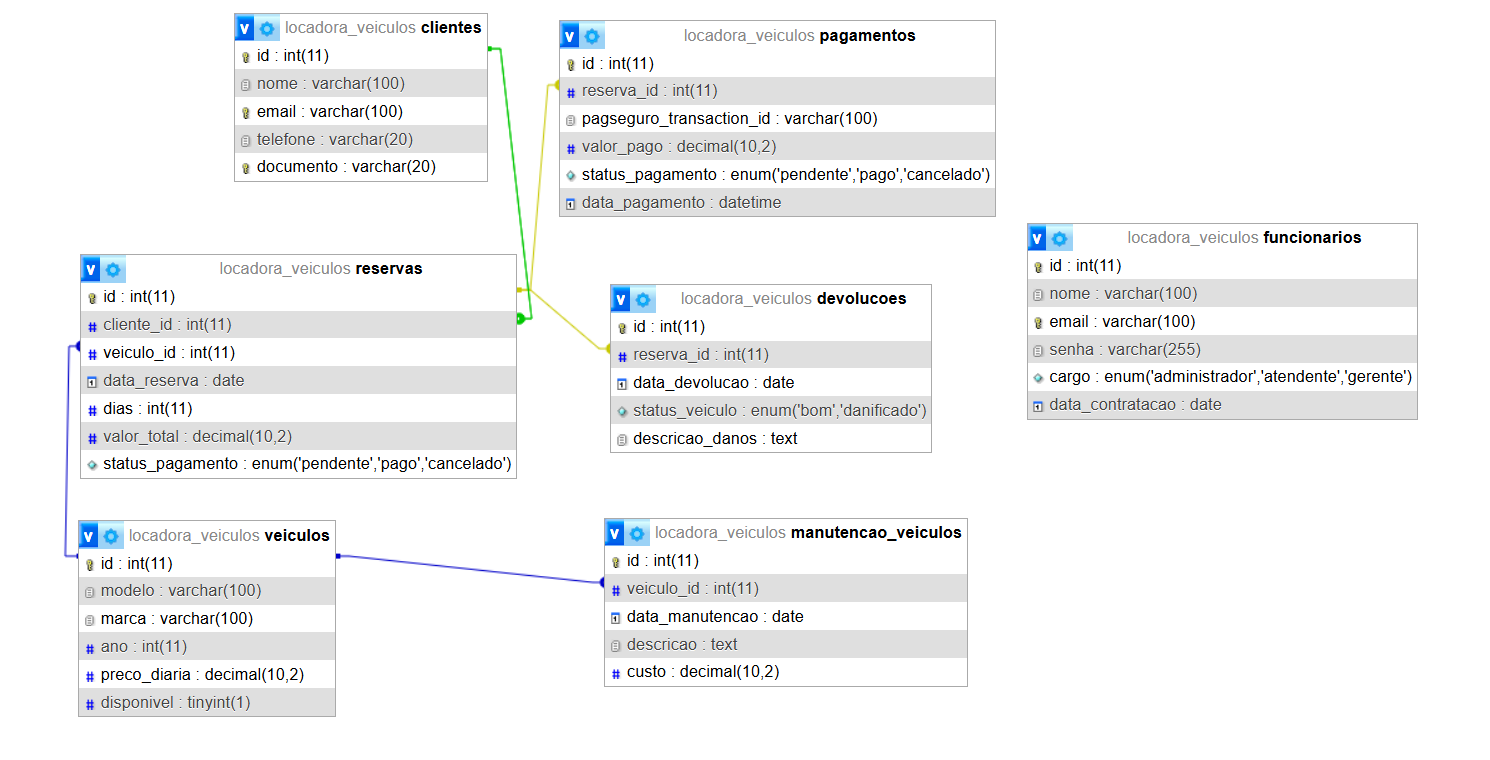 v locadora_veiculos clientes
id : int(11)
nome : varchar(100)
email : varchar(100)
telefone : varchar(20)
documento : varchar(20)
v locadora_veiculos pagamentos
id : int(11)
reserva_id : int(11)
pagseguro_transaction_id : varchar(100)
valor_pago : decimal(10,2)
status_pagamento : enum('pendente','pago','cancelado')
data_pagamento : datetime
v locadora_veiculos funcionarios
id : int(11)
nome : varchar(100)
email : varchar(100)
senha : varchar(255)
cargo : enum('administrador','atendente','gerente')
data_contratacao : date
v locadora_veiculos reservas
id : int(11)
cliente_id : int(11)
veiculo_id : int(11)
data_reserva : date
dias : int(11)
valor_total : decimal(10,2)
status_pagamento : enum('pendente','pago','cancelado')
v locadora_veiculos devolucoes
id : int(11)
reserva_id : int(11)
data_devolucao : date
status_veiculo : enum('bom','danificado')
descricao_danos : text
v locadora_veiculos veiculos
id : int(11)
modelo : varchar(100)
marca : varchar(100)
ano : int(11)
preco_diaria : decimal(10,2)
disponivel : tinyint(1)
v locadora_veiculos manutencao_veiculos
id : int(11)
veiculo_id : int(11)
data_manutencao : date
descricao : text
custo : decimal(10,2)